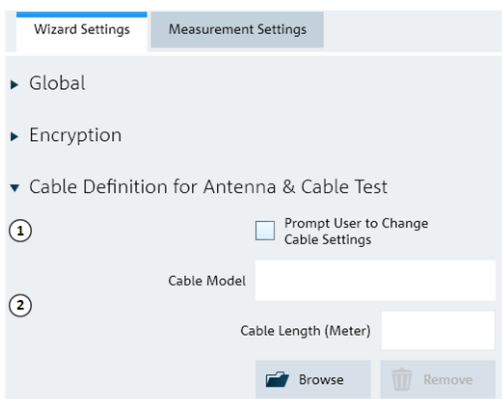 Wizard Settings Measurement Settings
Global
Encryption
Cable Definition for Antenna & Cable Test
1 Prompt User to Change
Cable Settings
Cable Model
2
Cable Length (Meter)
Browse Remove